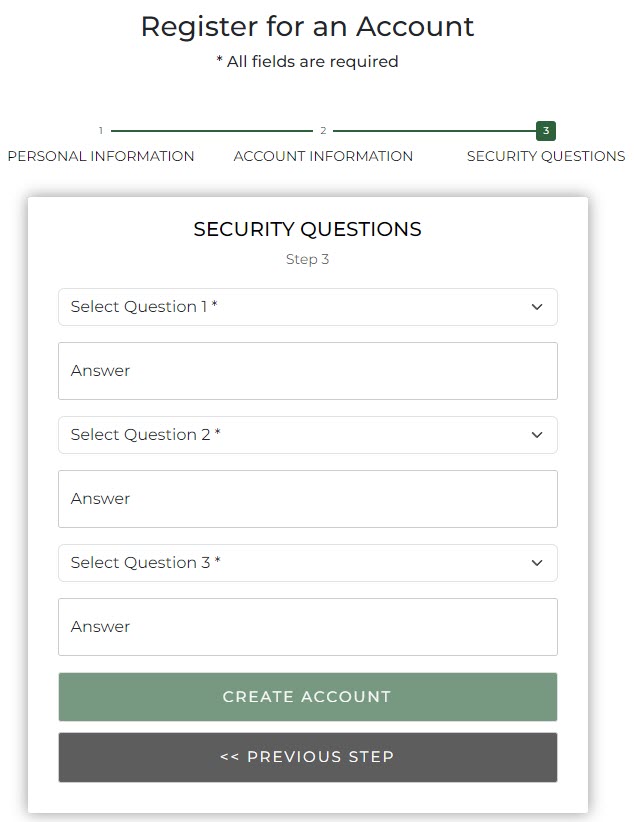 Register for an Account
* All fields are required
1 2 3
PERSONAL INFORMATION ACCOUNT INFORMATION SECURITY QUESTIONS
SECURITY QUESTIONS
Step 3
Select Question 1 *
Answer
Select Question 2 *
Answer
Select Question 3 *
Answer
CREATE ACCOUNT
<< PREVIOUS STEP